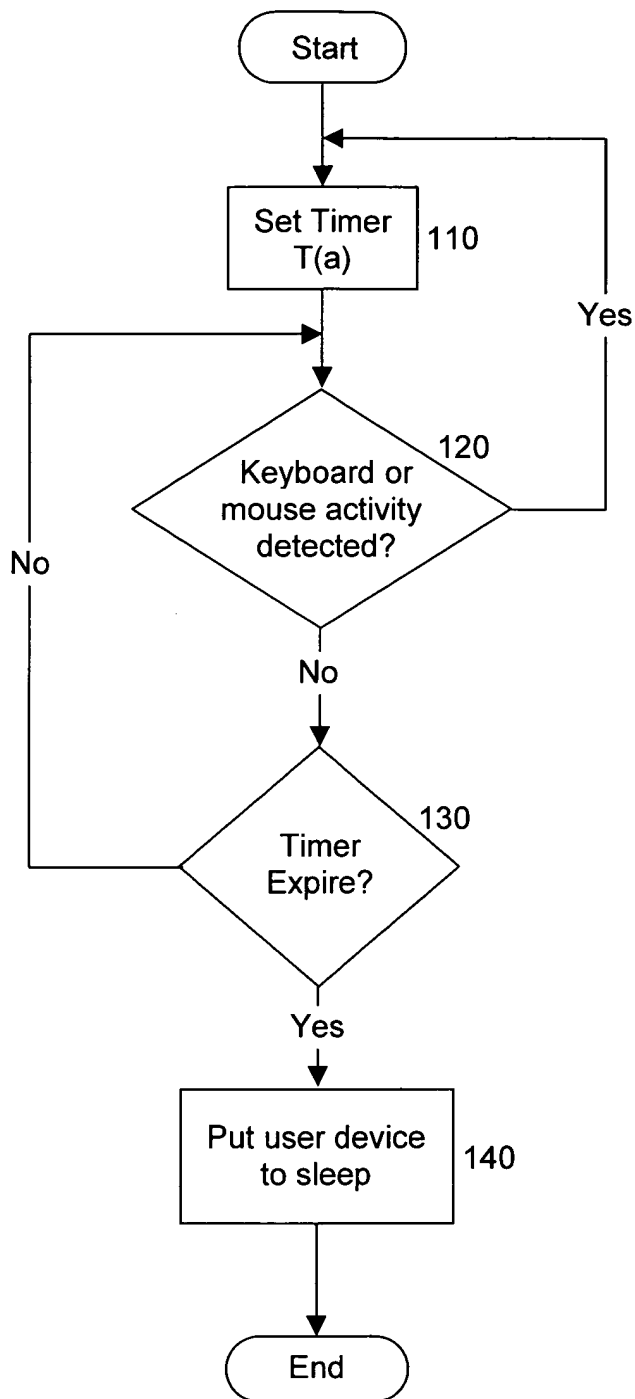 Start
Set Timer
T(a)
110
Yes
120
Keyboard or
mouse activity
detected?
No
No
130
Timer
Expire?
Yes
Put user device
to sleep
140
End